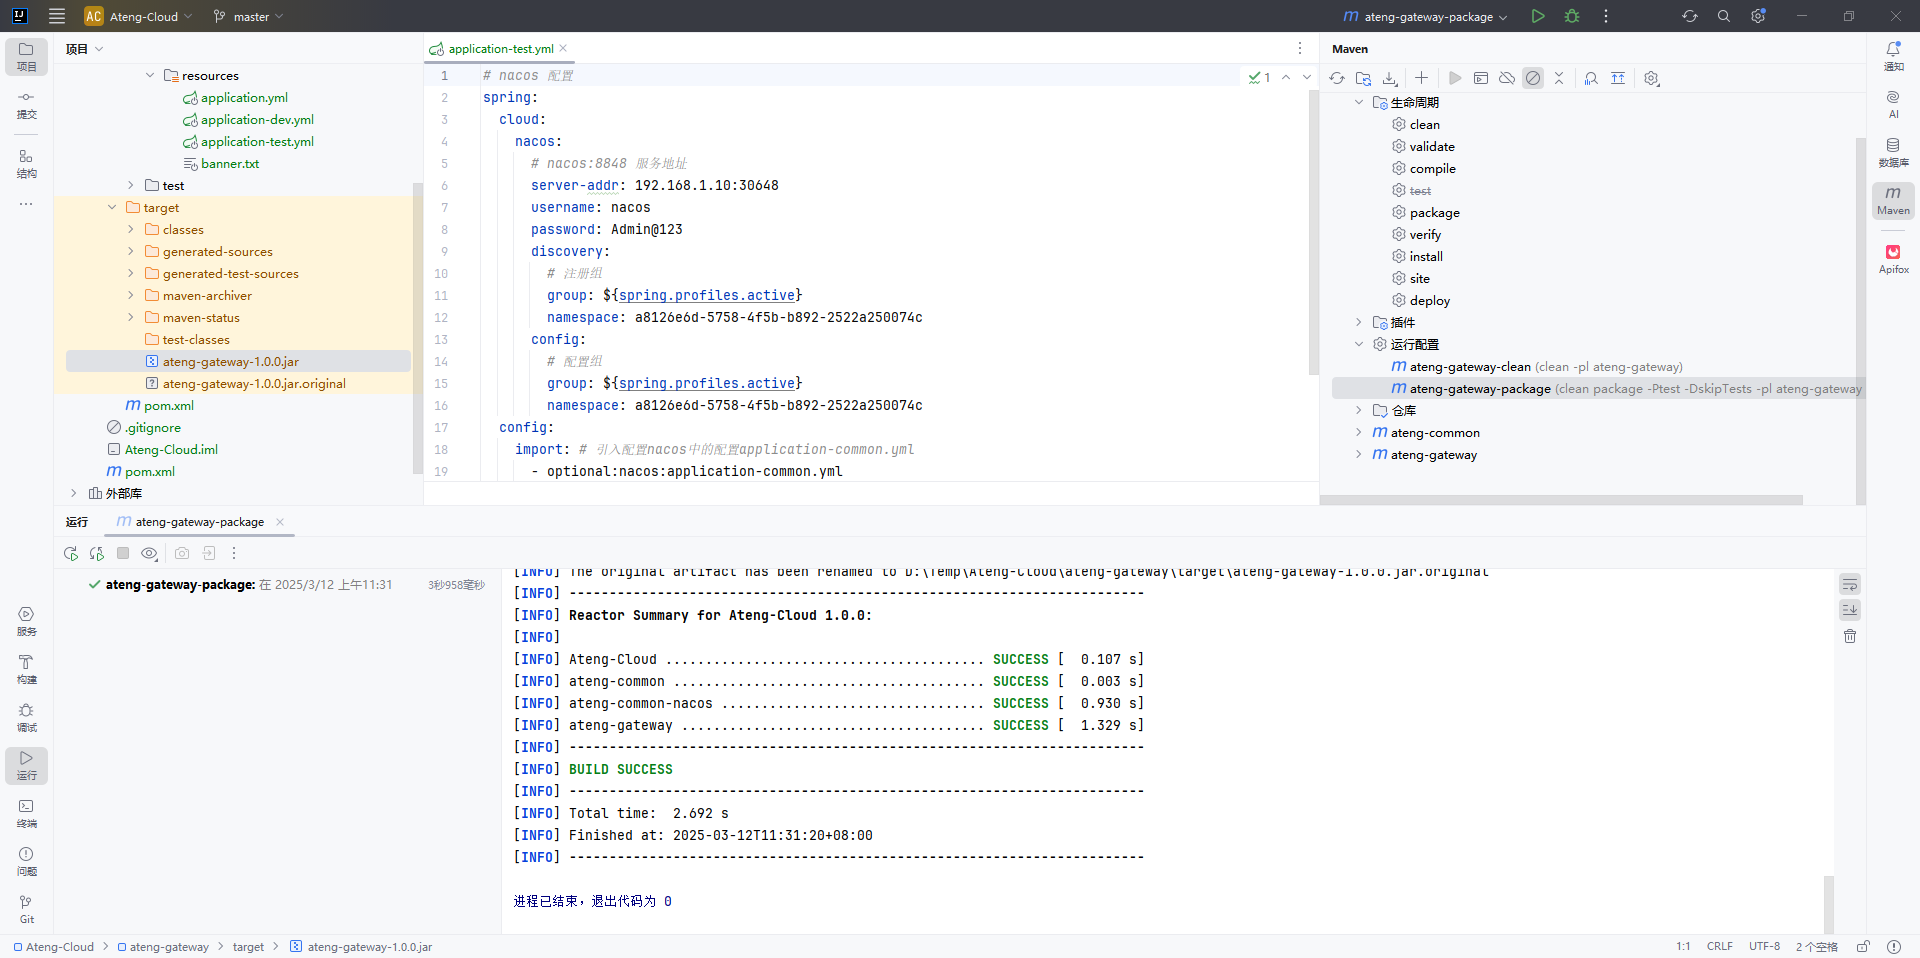 AC Ateng-Cloud master
ateng-gateway-package
项目
resources
application.yml
application-dev.yml
application-test.yml
banner.txt
test
target
classes
generated-sources
generated-test-sources
maven-archiver
maven-status
test-classes
ateng-gateway-1.0.0.jar
ateng-gateway-1.0.0.jar.original
pom.xml
.gitignore
Ateng-Cloud.iml
pom.xml
外部库
项目
提交
结构
服务
构建
调试
运行
终端
问题
Git
application-test.yml
1
1 # nacos 配置
2 spring:
3 cloud:
4 nacos:
5 # nacos:8848 服务地址
6 server-addr: 192.168.1.10:30648
7 username: nacos
8 password: Admin@123
9 discovery:
10 # 注册组
11 group: ${spring.profiles.active}
12 namespace: a8126e6d-5758-4f5b-b892-2522a250074c
13 config:
14 # 配置组
15 group: ${spring.profiles.active}
16 namespace: a8126e6d-5758-4f5b-b892-2522a250074c
17 config:
18 import: # 引入配置nacos中的配置application-common.yml
19 - optional:nacos:application-common.yml
Maven
生命周期
clean
validate
compile
test
package
verify
install
site
deploy
插件
运行配置
ateng-gateway-clean (clean -pl ateng-gateway)
ateng-gateway-package (clean package -Ptest -DskipTests -pl ateng-gateway
仓库
ateng-common
ateng-gateway
通知
AI
数据库
Maven
Apifox
运行 ateng-gateway-package
ateng-gateway-package: 在 2025/3/12 上午11:31 3秒958毫秒
[INFO] The original artifact has been renamed to D:\Temp\Ateng-Cloud\ateng-gateway\target\ateng-gateway-1.0.0.jar.original
[INFO] ------------------------------------------------------------------------
[INFO] Reactor Summary for Ateng-Cloud 1.0.0:
[INFO]
[INFO] Ateng-Cloud ........................................ SUCCESS [  0.107 s]
[INFO] ateng-common ....................................... SUCCESS [  0.003 s]
[INFO] ateng-common-nacos ................................. SUCCESS [  0.930 s]
[INFO] ateng-gateway ...................................... SUCCESS [  1.329 s]
[INFO] ------------------------------------------------------------------------
[INFO] BUILD SUCCESS
[INFO] ------------------------------------------------------------------------
[INFO] Total time:  2.692 s
[INFO] Finished at: 2025-03-12T11:31:20+08:00
[INFO] ------------------------------------------------------------------------
进程已结束，退出代码为 0
Ateng-Cloud > ateng-gateway > target > ateng-gateway-1.0.0.jar
1:1 CRLF UTF-8 2 个空格